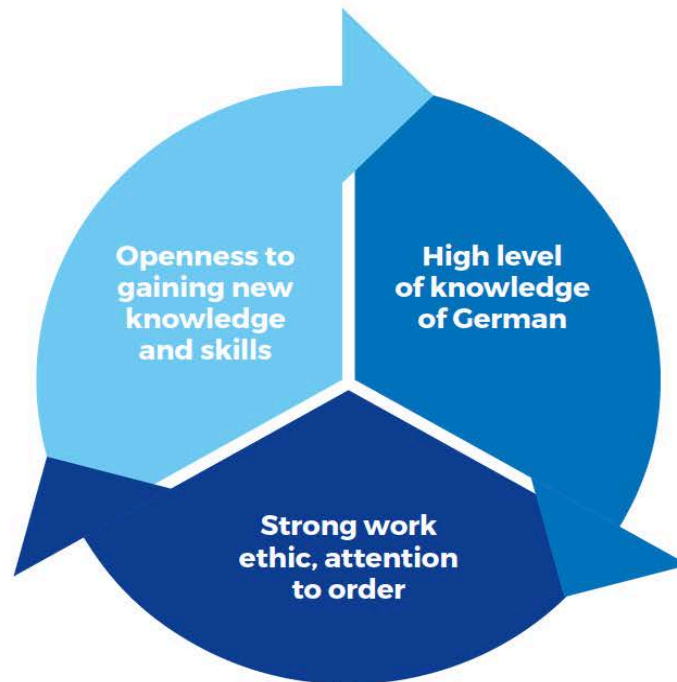 Openness to
gaining new
knowledge
and skills
High level
of knowledge
of German
Strong work
ethic, attention
to order